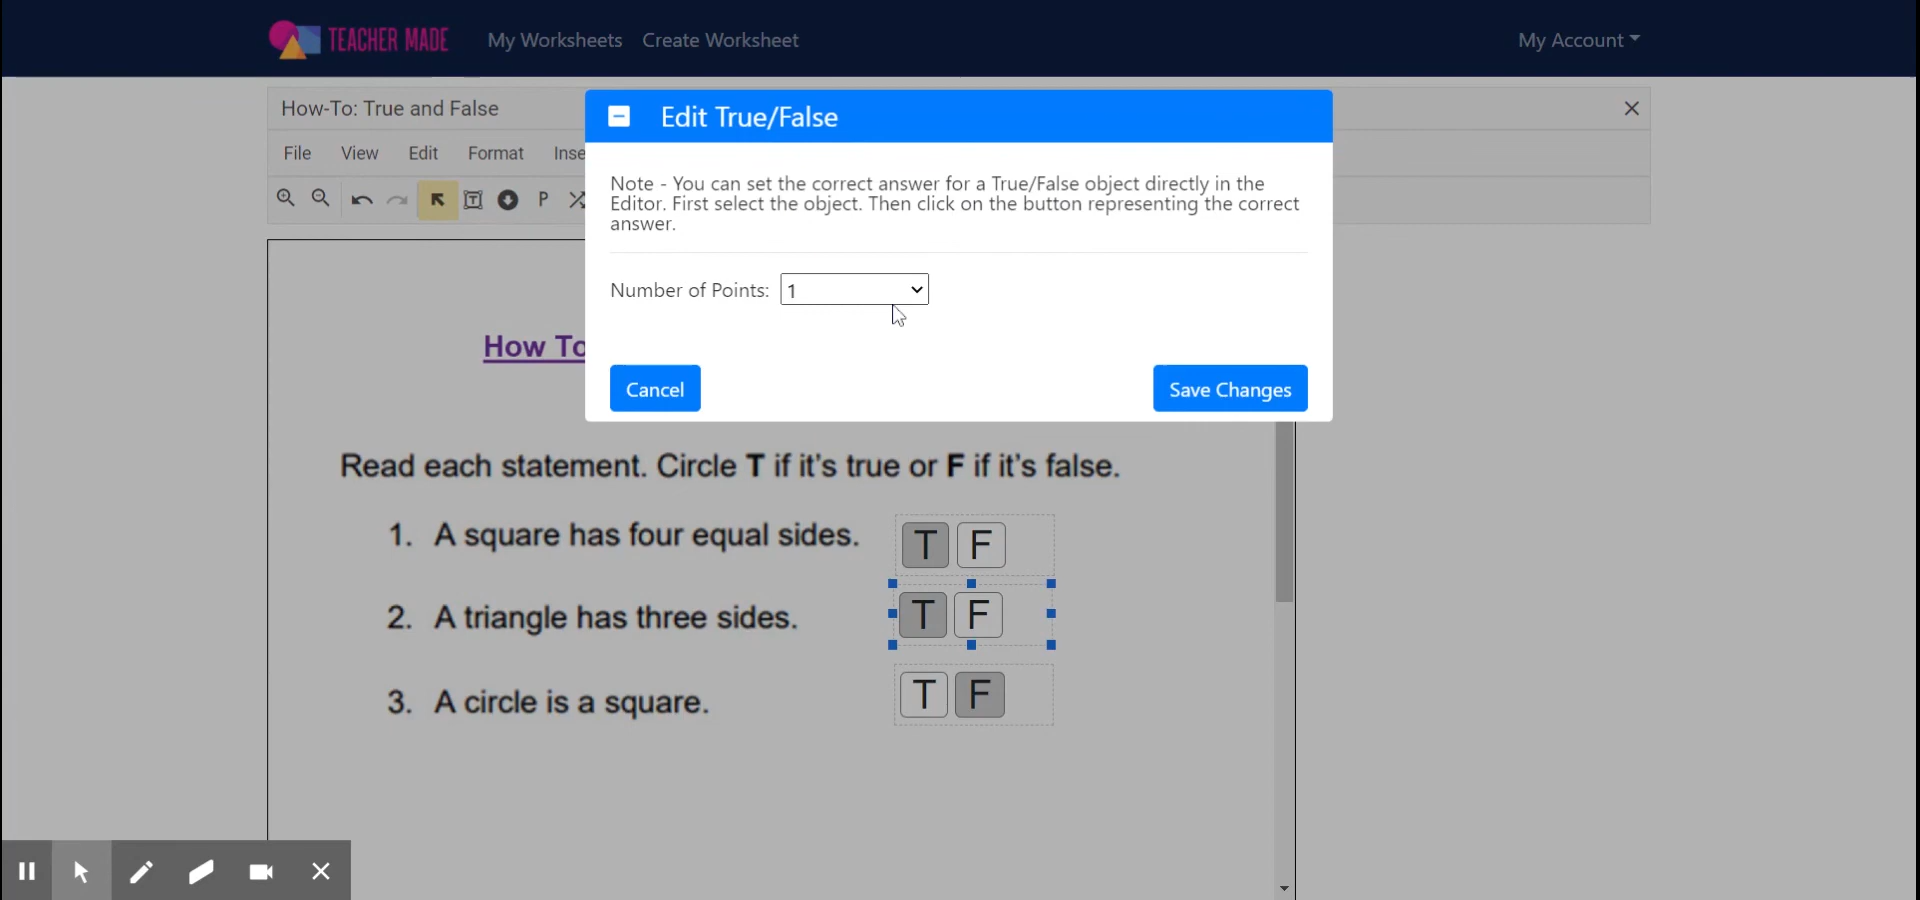 TEACHER MADE My Worksheets Create Worksheet My Account
How-To: True and False
File View Edit Format Inse
P
Edit True/False
Note - You can set the correct answer for a True/False object directly in the
Editor. First select the object. Then click on the button representing the correct
answer.
Number of Points: 1
Cancel Save Changes
How To
Read each statement. Circle T if it's true or F if it's false.
1. A square has four equal sides. T F
2. A triangle has three sides. T F
3. A circle is a square. T F